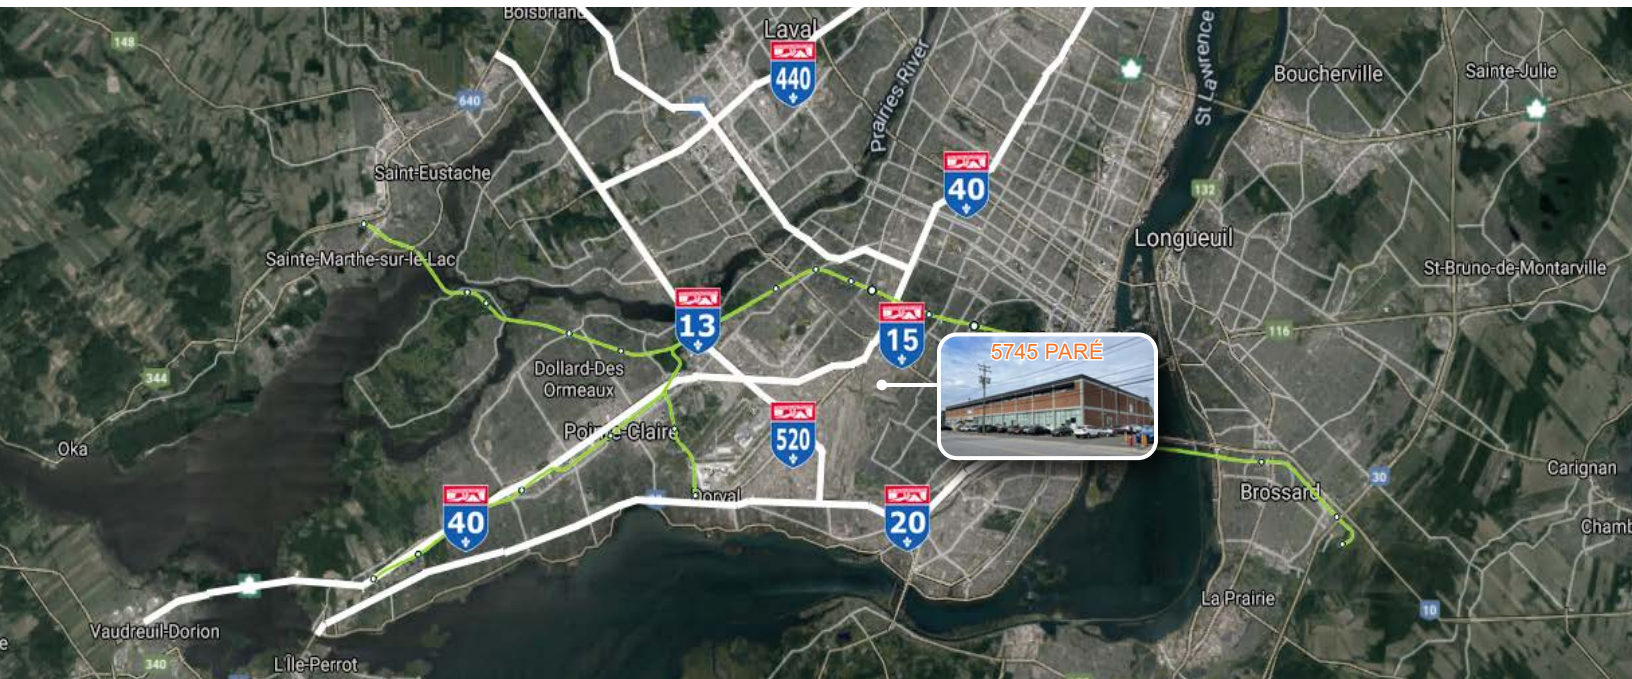 Boisbriand
Laval
148
440
Prairies River
St Lawrence
Boucherville
Sainte-Julie
640
40
Saint-Eustache
132
Longueuil
Sainte-Marthe-sur-le-Lac
St-Bruno-de-Montarville
13
15
116
5745 PARÉ
344
Dollard-Des
Ormeaux
Pointe-Claire
520
Oka
Carignan
30
Brossard
Dorval
40
20
Chamb
La Prairie
10
Vaudreuil-Dorion
340
L'Île-Perrot